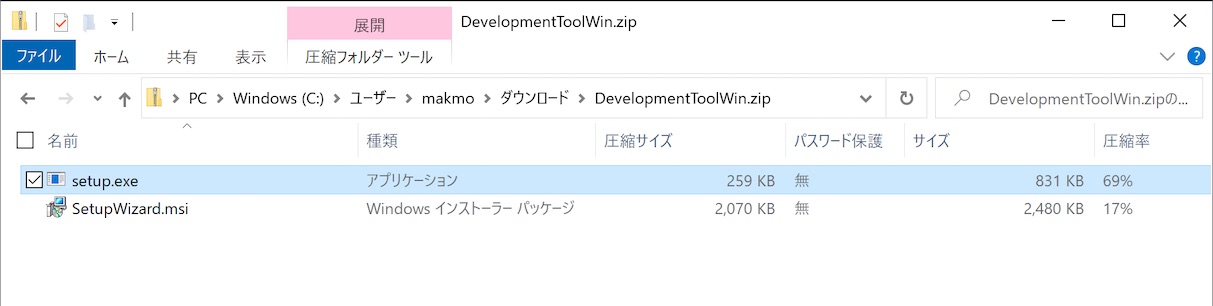 展開 DevelopmentToolWin.zip
ファイル ホーム 共有 表示 圧縮フォルダー ツール
PC Windows (C:) ユーザー makmo ダウンロード DevelopmentToolWin.zip DevelopmentToolWin.zipの...
名前 種類 圧縮サイズ パスワード保護 サイズ 圧縮率
setup.exe アプリケーション 259 KB 無 831 KB 69%
SetupWizard.msi Windows インストーラー パッケージ 2,070 KB 無 2,480 KB 17%